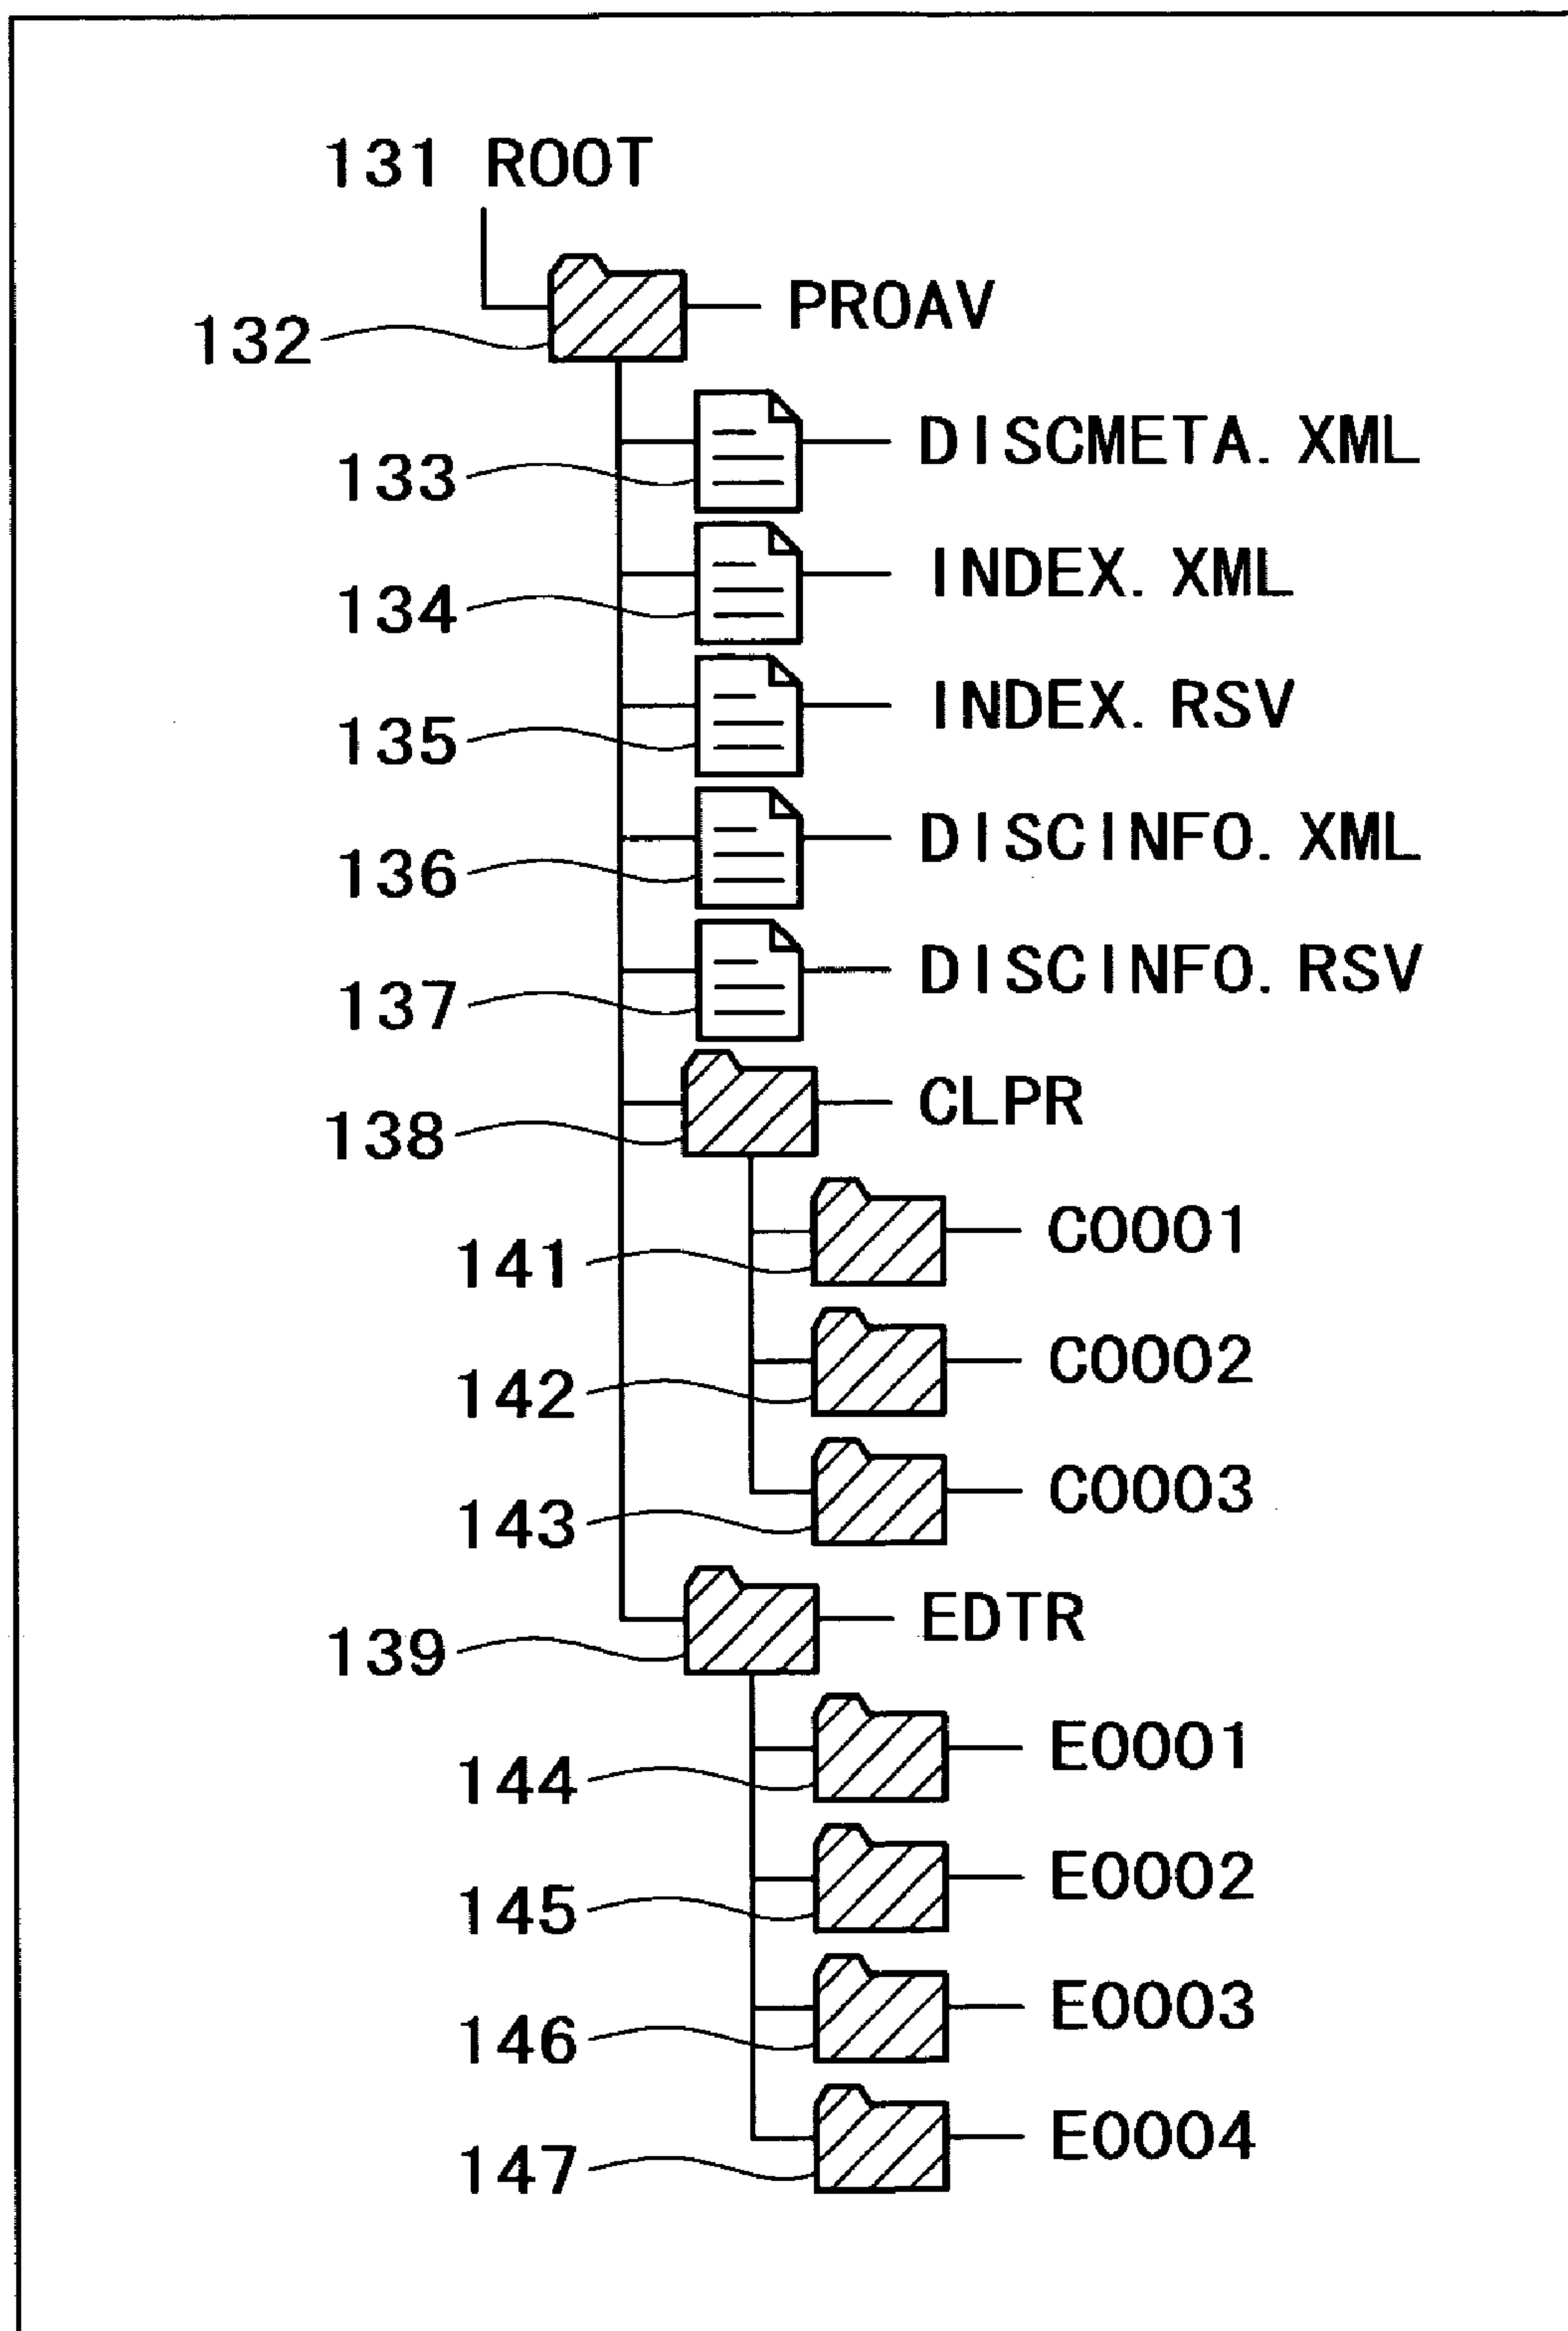 131 ROOT
PROAV
132
DISCMETA. XML
133
INDEX. XML
134
INDEX. RSV
135
DISCINFO. XML
136
DISCINFO. RSV
137
CLPR
138
C0001
141
C0002
142
C0003
143
EDTR
139
E0001
144
E0002
145
E0003
146
E0004
147